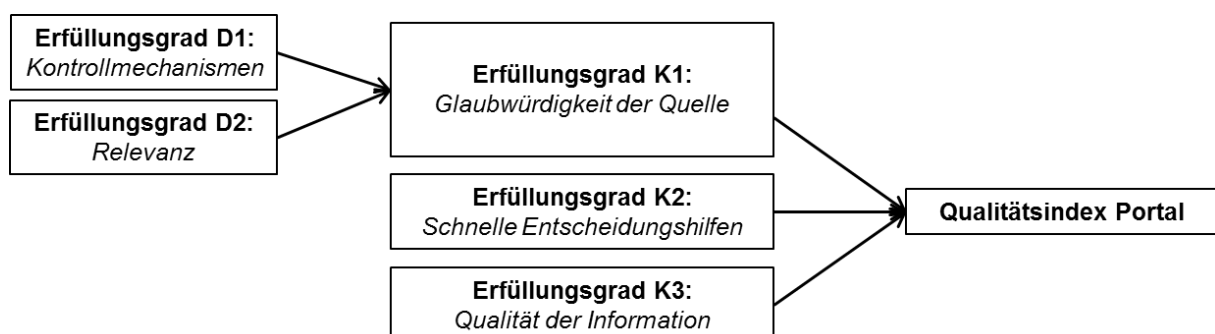 Erfüllungsgrad D1:
Kontrollmechanismen
Erfüllungsgrad D2:
Relevanz
Erfüllungsgrad K1:
Glaubwürdigkeit der Quelle
Erfüllungsgrad K2:
Schnelle Entscheidungshilfen
Erfüllungsgrad K3:
Qualität der Information
Qualitätsindex Portal